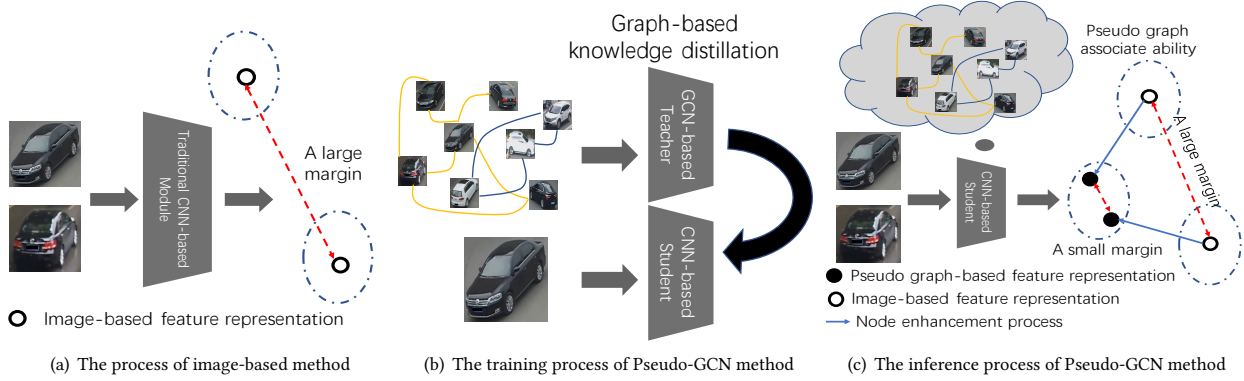 Traditional CNN-based
Module
A large
margin
Image-based feature representation
(a) The process of image-based method
Graph-based
knowledge distillation
GCN-based
Teacher
CNN-based
Student
(b) The training process of Pseudo-GCN method
Pseudo graph
associate ability
CNN-based
Student
A large margin
A small margin
Pseudo graph-based feature representation
Image-based feature representation
Node enhancement process
(c) The inference process of Pseudo-GCN method